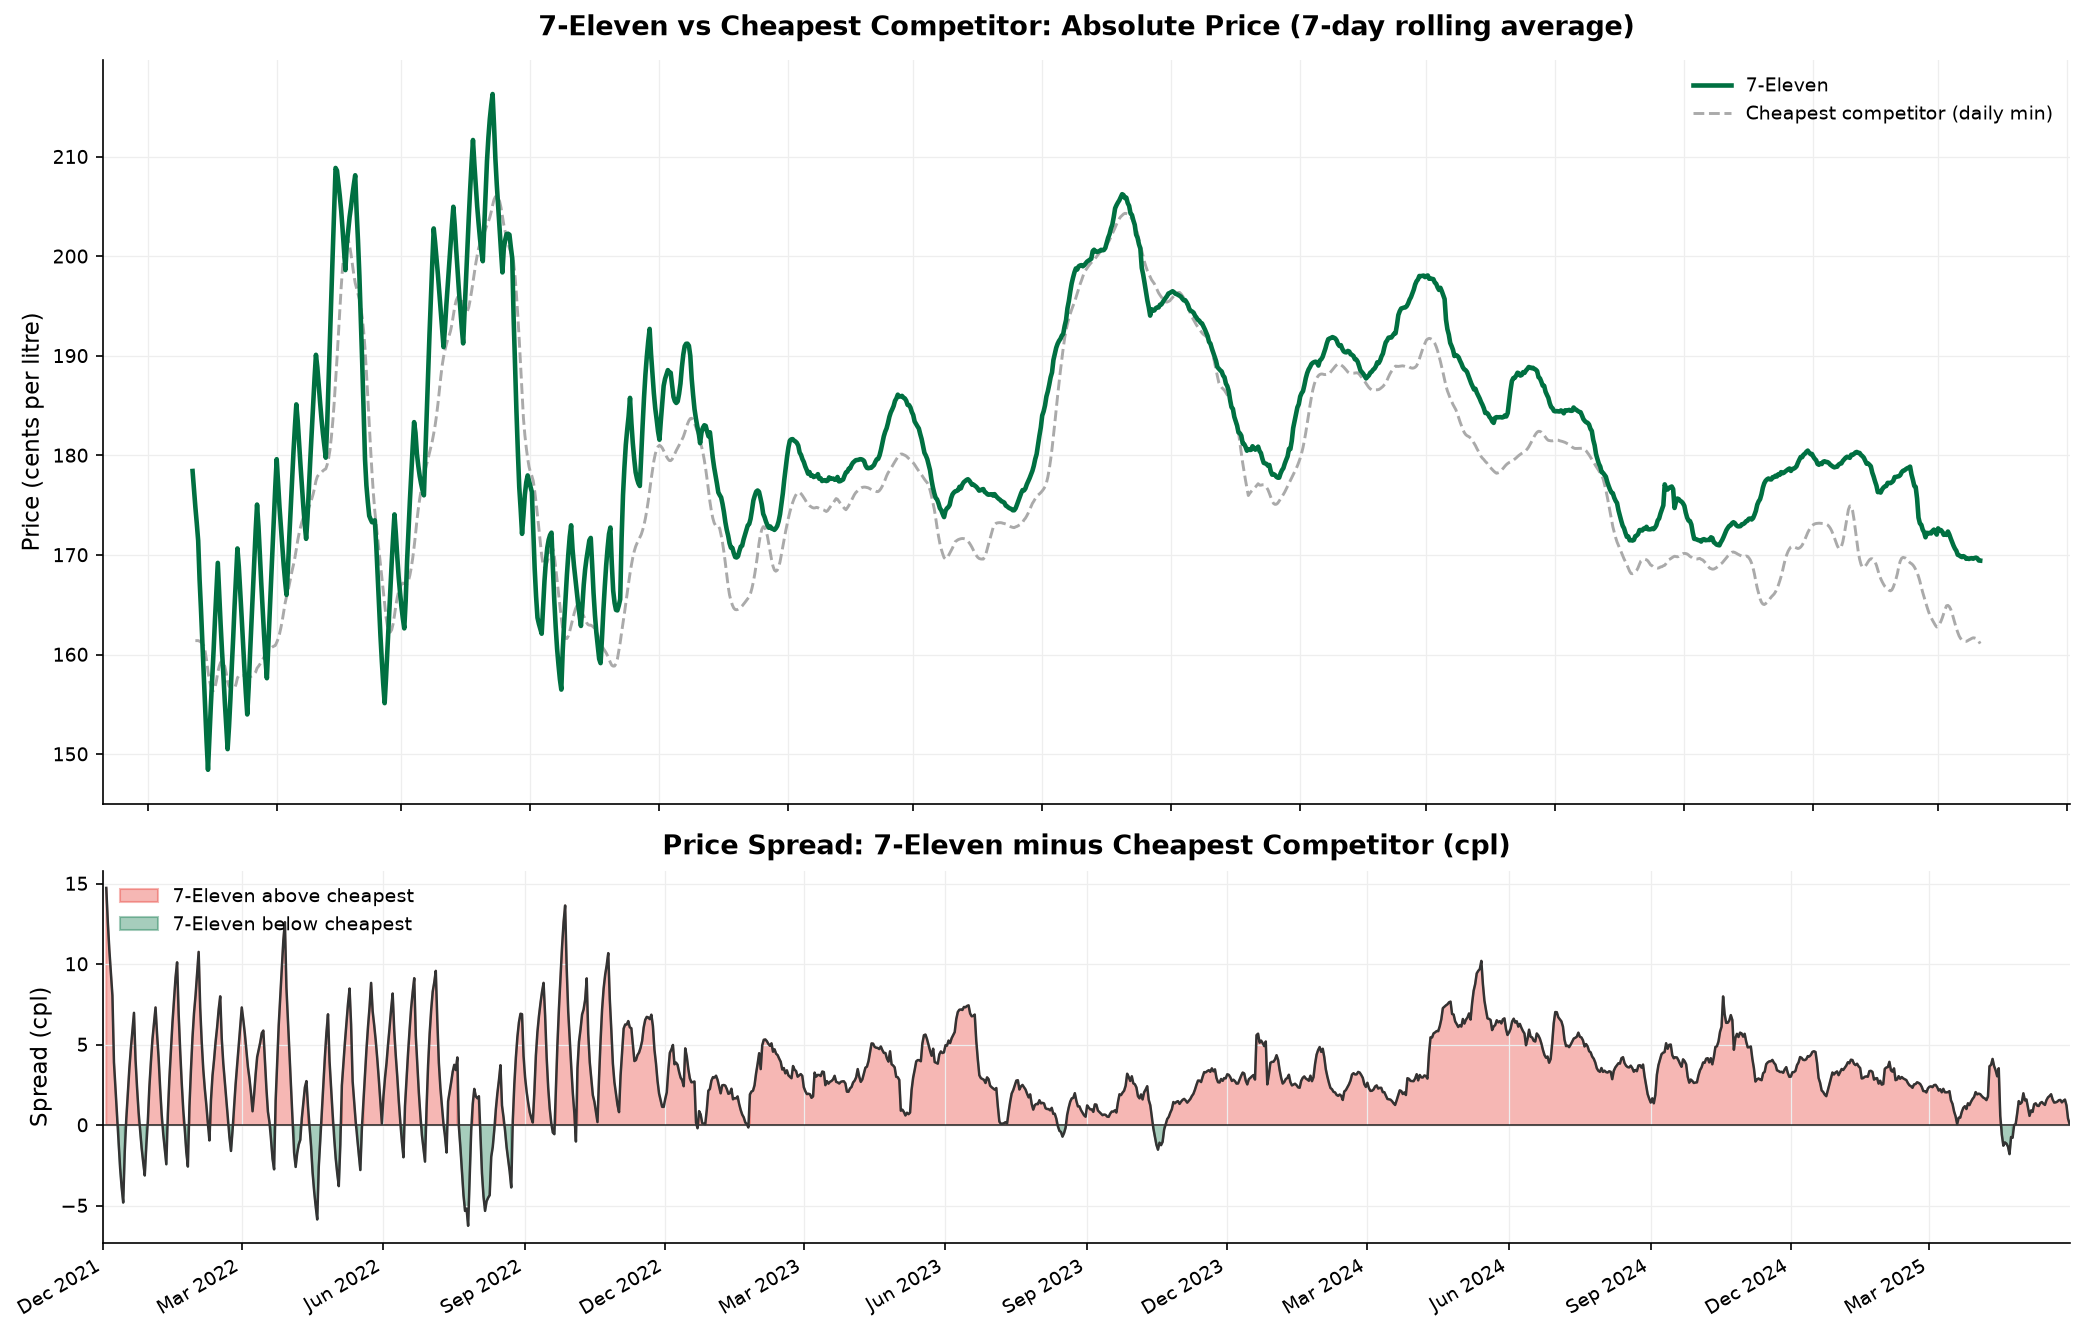 7-Eleven vs Cheapest Competitor: Absolute Price (7-day rolling average)
7-Eleven
Cheapest competitor (daily min)
Price (cents per litre)
210
200
190
180
170
160
150
Price Spread: 7-Eleven minus Cheapest Competitor (cpl)
7-Eleven above cheapest
7-Eleven below cheapest
Spread (cpl)
15
10
5
0
−5
Dec 2021
Mar 2022
Jun 2022
Sep 2022
Dec 2022
Mar 2023
Jun 2023
Sep 2023
Dec 2023
Mar 2024
Jun 2024
Sep 2024
Dec 2024
Mar 2025